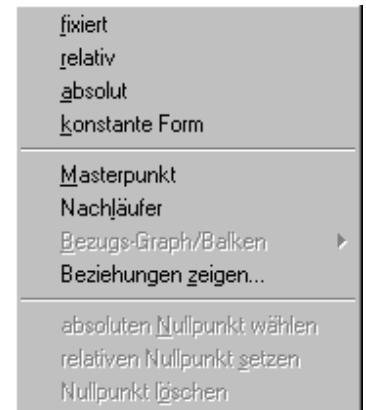 fixiert
relativ
absolut
konstante Form
Masterpunkt
Nachläufer
Bezugs-Graph/Balken
Beziehungen zeigen...
absoluten Nullpunkt wählen
relativen Nullpunkt setzen
Nullpunkt löschen